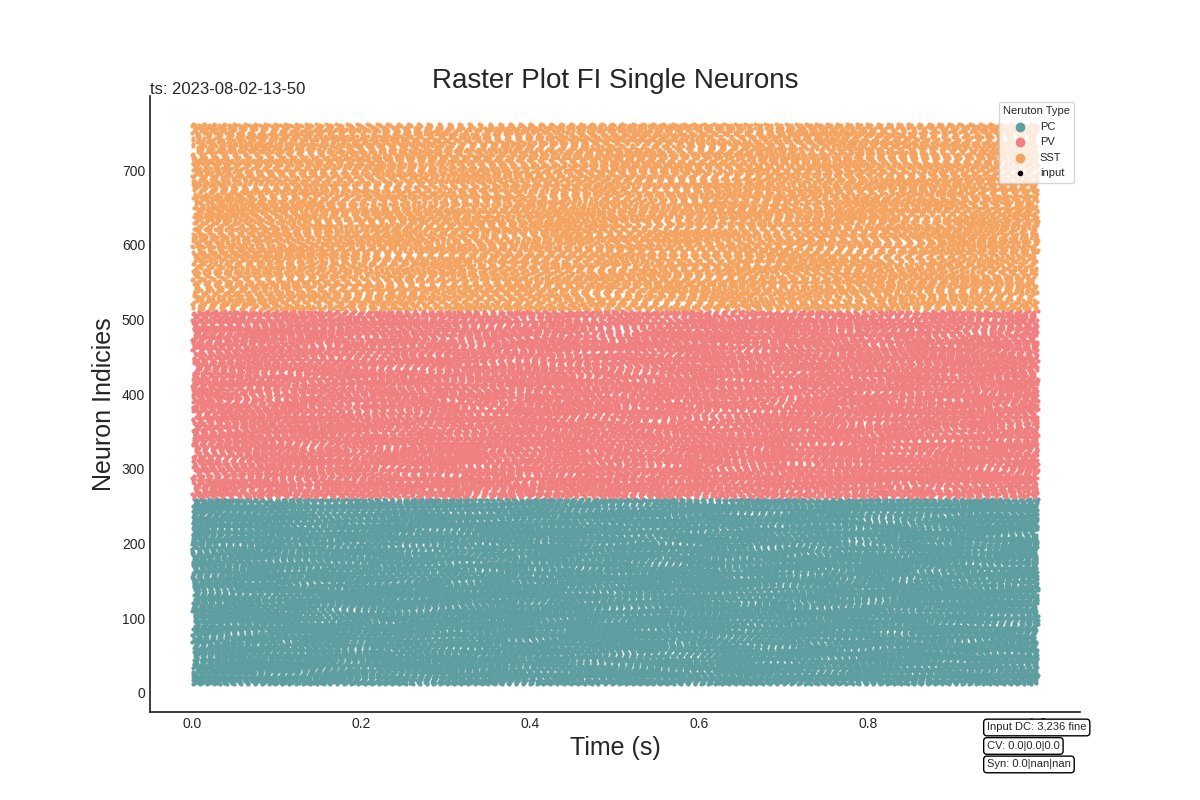 Raster Plot FI Single Neurons
ts: 2023-08-02-13-50
Neruton Type
PC
PV
SST
input
Neuron Indicies
700
600
500
400
300
200
100
0
0.0 0.2 0.4 0.6 0.8
Time (s)
Input DC: 3,236 fine
CV: 0.0|0.0|0.0
Syn: 0.0|nan|nan